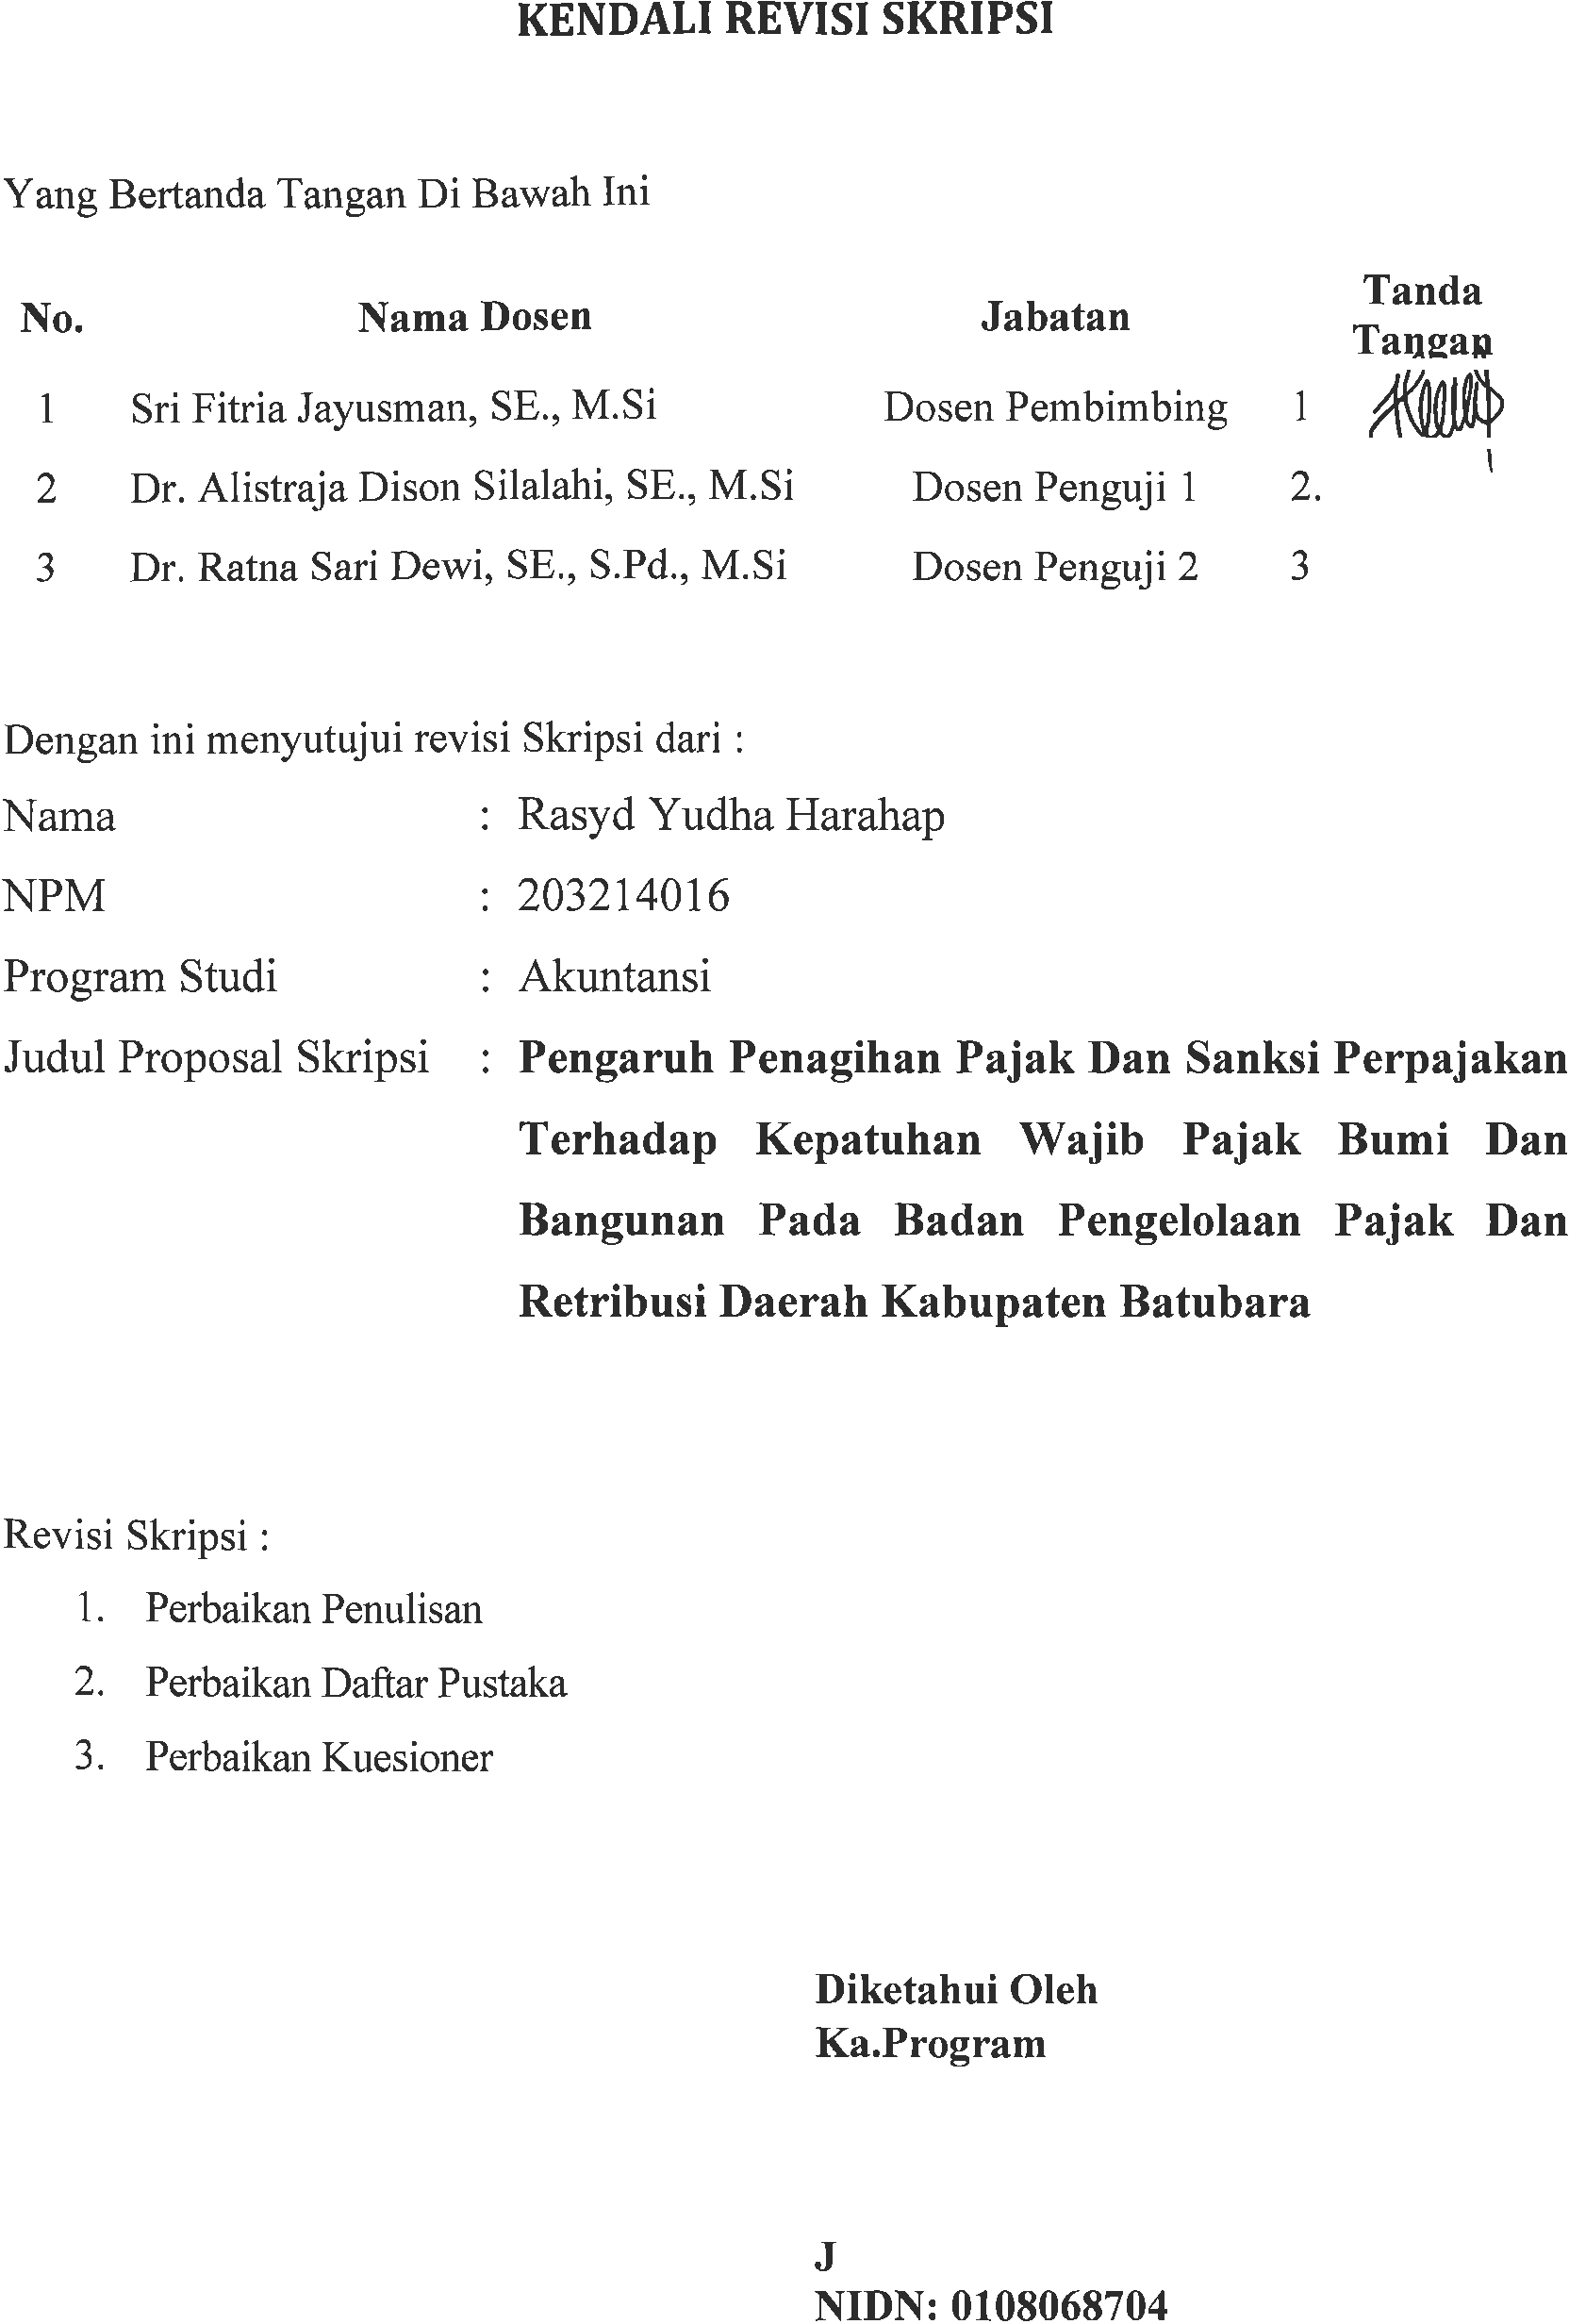 KENDALI REVISI SKRIPSI
Yang Bertanda Tangan Di Bawah Ini
No. Nama Dosen Jabatan Tanda Tangan
1 Sri Fitria Jayusman, SE., M.Si Dosen Pembimbing 1
2 Dr. Alistraja Dison Silalahi, SE., M.Si Dosen Penguji 1 2.
3 Dr. Ratna Sari Dewi, SE., S.Pd., M.Si Dosen Penguji 2 3
Dengan ini menyutujui revisi Skripsi dari :
Nama : Rasyd Yudha Harahap
NPM : 203214016
Program Studi : Akuntansi
Judul Proposal Skripsi : Pengaruh Penagihan Pajak Dan Sanksi Perpajakan
Terhadap Kepatuhan Wajib Pajak Bumi Dan
Bangunan Pada Badan Pengelolaan Pajak Dan
Retribusi Daerah Kabupaten Batubara
Revisi Skripsi :
1. Perbaikan Penulisan
2. Perbaikan Daftar Pustaka
3. Perbaikan Kuesioner
Diketahui Oleh
Ka.Program
J
NIDN: 0108068704